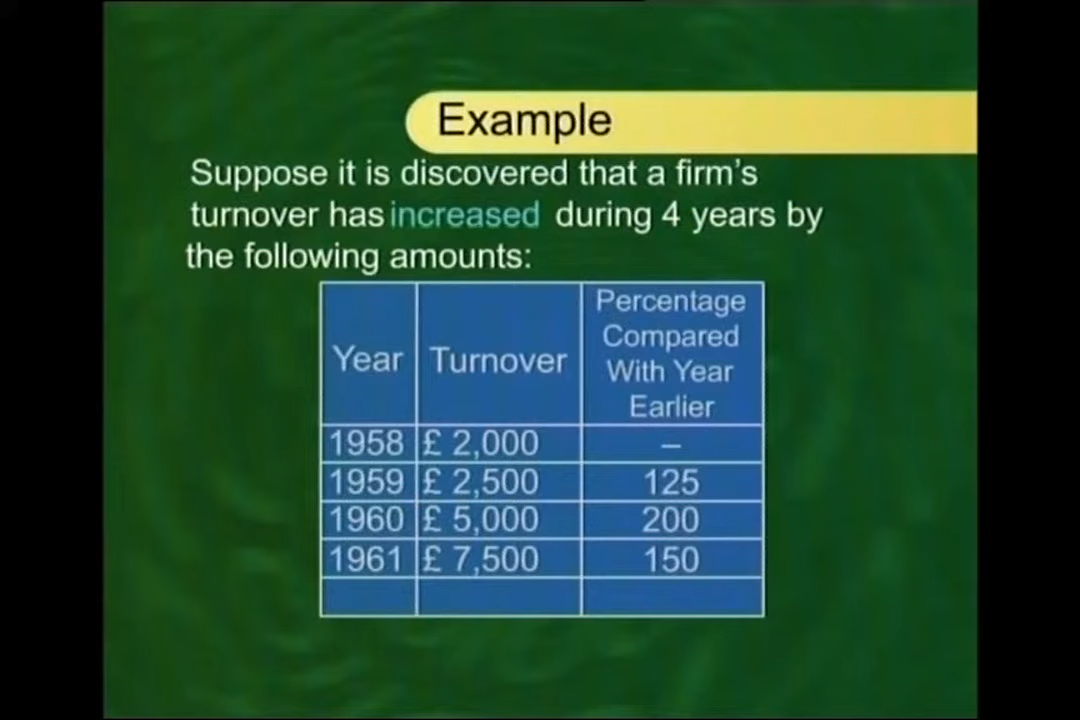 Example
Suppose it is discovered that a firm's
turnover has increased during 4 years by
the following amounts:
Year Turnover Percentage Compared With Year Earlier
1958 £ 2,000 –
1959 £ 2,500 125
1960 £ 5,000 200
1961 £ 7,500 150